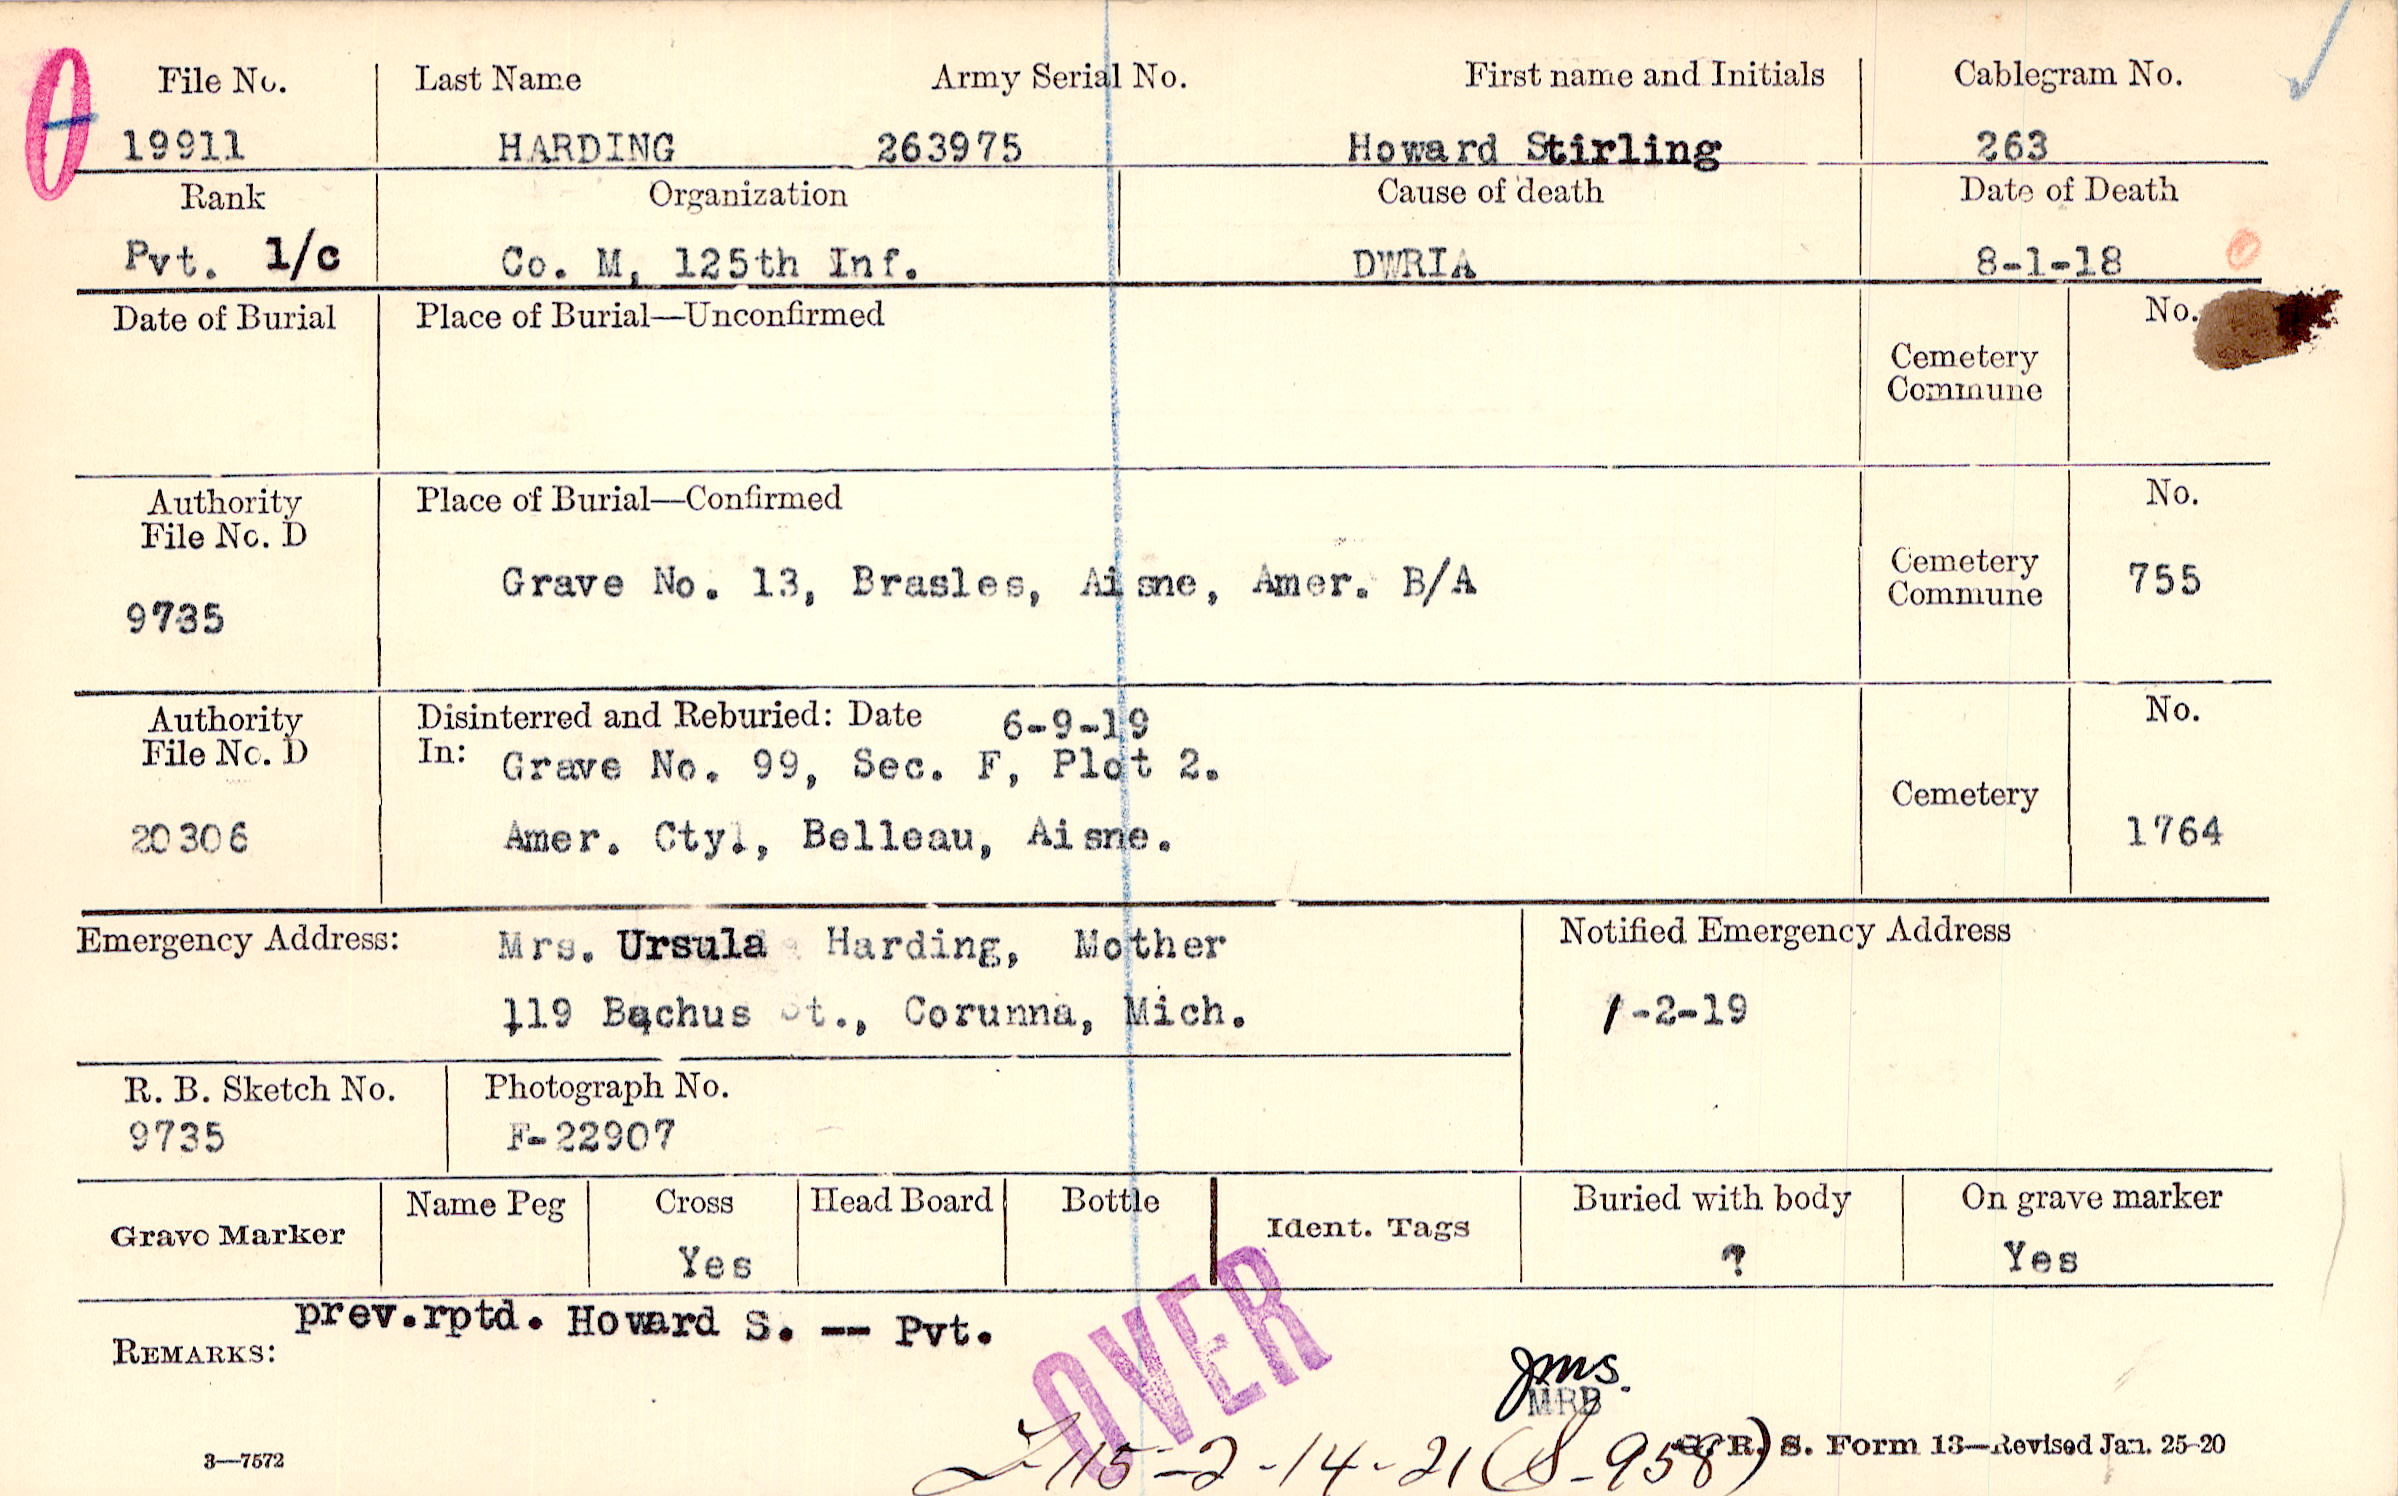 File No. Last Name Army Serial No. First name and Initials Cablegram No.
19911 HARDING 263975 Howard Stirling 263
Rank Organization Cause of death Date of Death
Pvt. 1/c Co. M, 125th Inf. DWRIA 8-1-18
Date of Burial Place of Burial—Unconfirmed No.
Cemetery
Commune
Authority Place of Burial—Confirmed No.
File No. D
Grave No. 13, Brasles, Aisne, Amer. B/A Cemetery
Commune 755
9735
Authority Disinterred and Reburied: Date 6-9-19 No.
File No. D In: Grave No. 99, Sec. F, Plot 2.
Cemetery
20306 Amer. Cty., Belleau, Aisne. 1764
Emergency Address: Mrs. Ursula Harding, Mother Notified Emergency Address
119 Bachus St., Corunna, Mich. 1-2-19
R. B. Sketch No. Photograph No.
9735 F-22907
Grave Marker Name Peg Cross Head Board Bottle Ident. Tags Buried with body On grave marker
Yes ? Yes
REMARKS: prev.rptd. Howard S. -- Pvt.
OVER
jms.
MRB
115-2-14-21 (S-958)
3—7572 G. R. S. Form 13—Revised Jan. 25-20